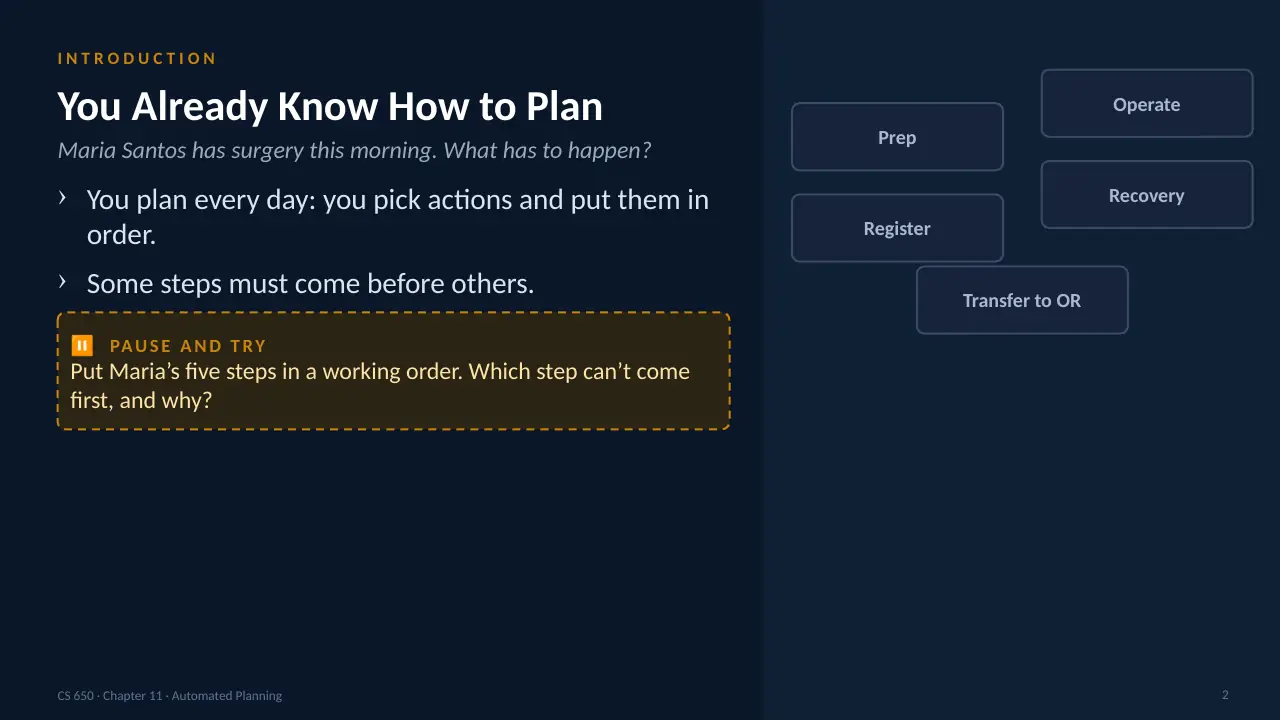 INTRODUCTION
You Already Know How to Plan
Maria Santos has surgery this morning. What has to happen?
› You plan every day: you pick actions and put them in
order.
› Some steps must come before others.
⏸ PAUSE AND TRY
Put Maria’s five steps in a working order. Which step can’t come
first, and why?
Operate
Prep
Recovery
Register
Transfer to OR
CS 650 · Chapter 11 · Automated Planning
2